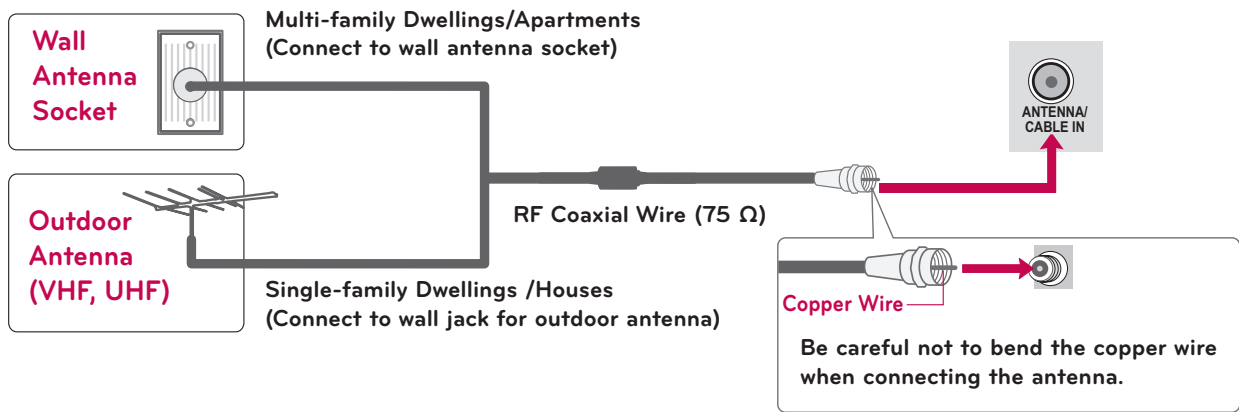 Wall
Antenna
Socket
Multi-family Dwellings/Apartments
(Connect to wall antenna socket)
ANTENNA/
CABLE IN
RF Coaxial Wire (75 Ω)
Outdoor
Antenna
(VHF, UHF)
Single-family Dwellings /Houses
(Connect to wall jack for outdoor antenna)
Copper Wire
Be careful not to bend the copper wire
when connecting the antenna.